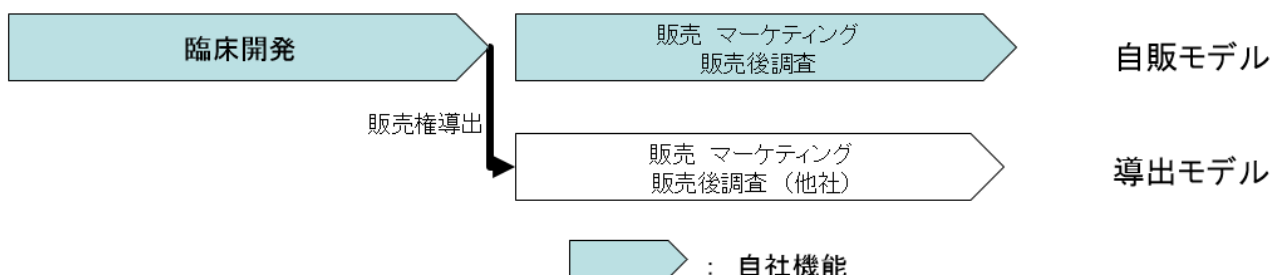 臨床開発
販売 マーケティング
販売後調査
自販モデル
販売権導出
販売 マーケティング
販売後調査 (他社)
導出モデル
： 自社機能